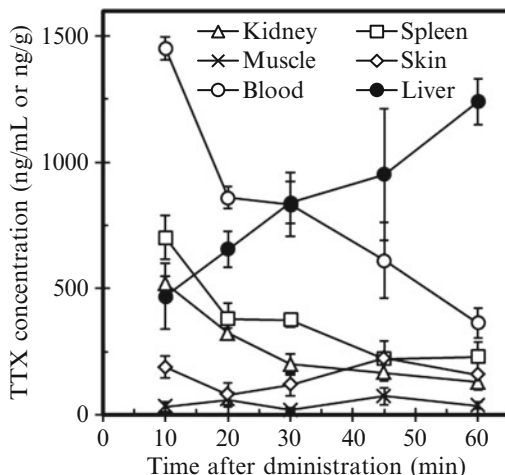 TTX concentration (ng/mL or ng/g)
1500
1000
500
0
Kidney
Spleen
Muscle
Skin
Blood
Liver
0 10 20 30 40 50 60
Time after dministration (min)